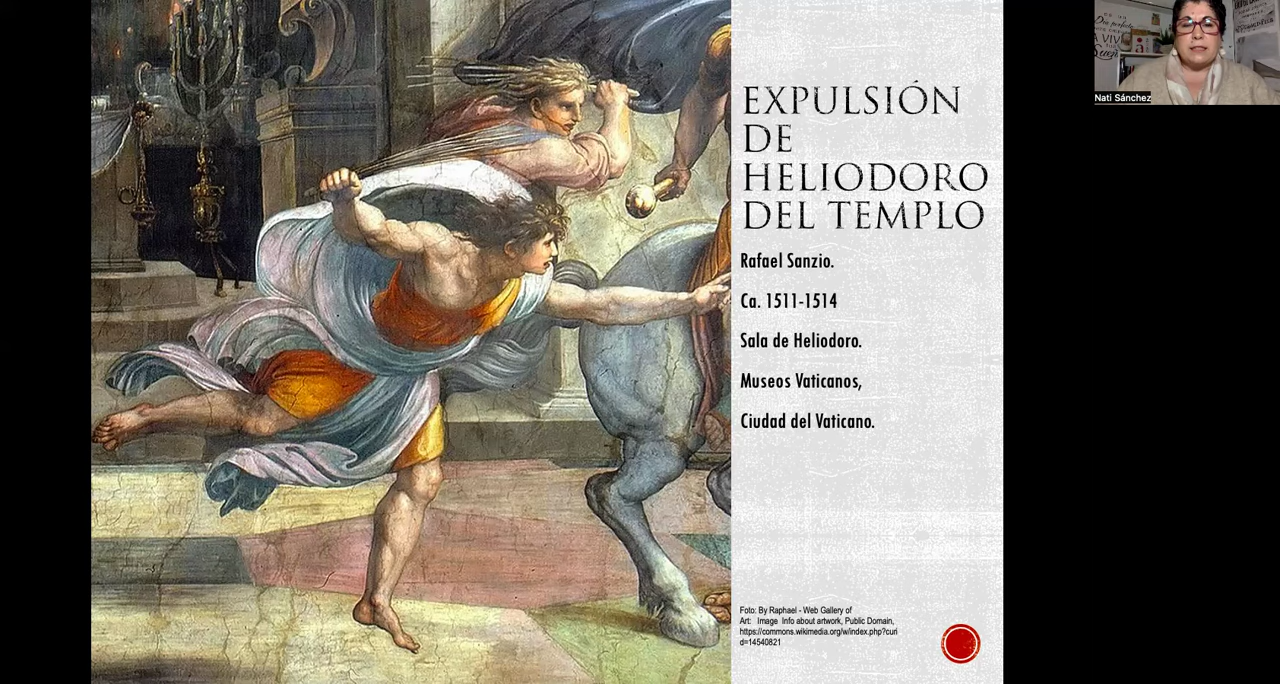 EXPULSIÓN
DE
HELIODORO
DEL TEMPLO
Rafael Sanzio.
Ca. 1511-1514
Sala de Heliodoro.
Museos Vaticanos,
Ciudad del Vaticano.
Foto: By Raphael - Web Gallery of
Art: Image Info about artwork, Public Domain,
https://commons.wikimedia.org/w/index.php?curi
d=14540821
Nati Sánchez